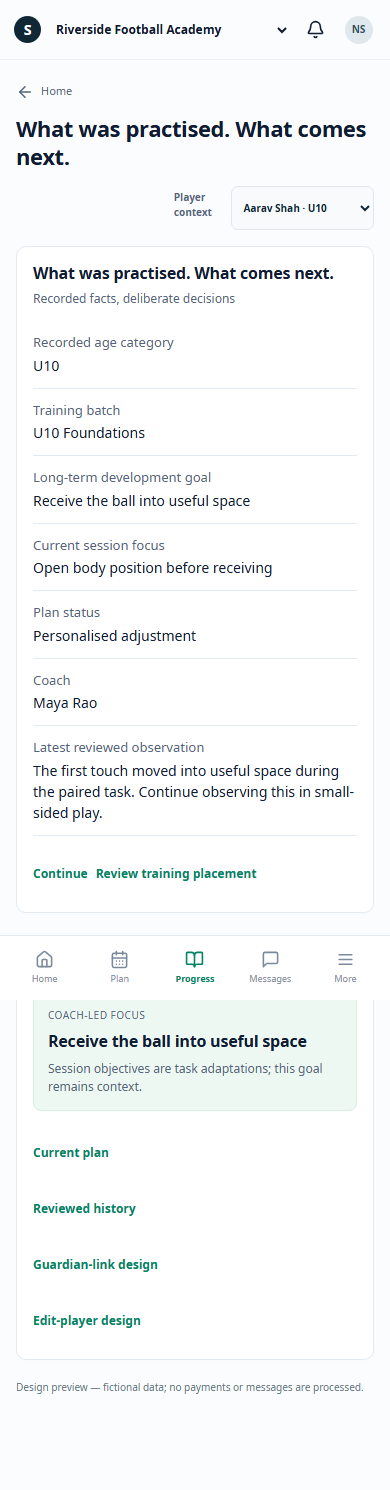 S
Riverside Football Academy
NS
Home
What was practised. What comes
next.
Player
context
Aarav Shah · U10
What was practised. What comes next.
Recorded facts, deliberate decisions
Recorded age category
U10
Training batch
U10 Foundations
Long-term development goal
Receive the ball into useful space
Current session focus
Open body position before receiving
Plan status
Personalised adjustment
Coach
Maya Rao
Latest reviewed observation
The first touch moved into useful space during
the paired task. Continue observing this in small-
sided play.
Continue Review training placement
Home Plan Progress Messages More
COACH-LED FOCUS
Receive the ball into useful space
Session objectives are task adaptations; this goal
remains context.
Current plan
Reviewed history
Guardian-link design
Edit-player design
Design preview — fictional data; no payments or messages are processed.